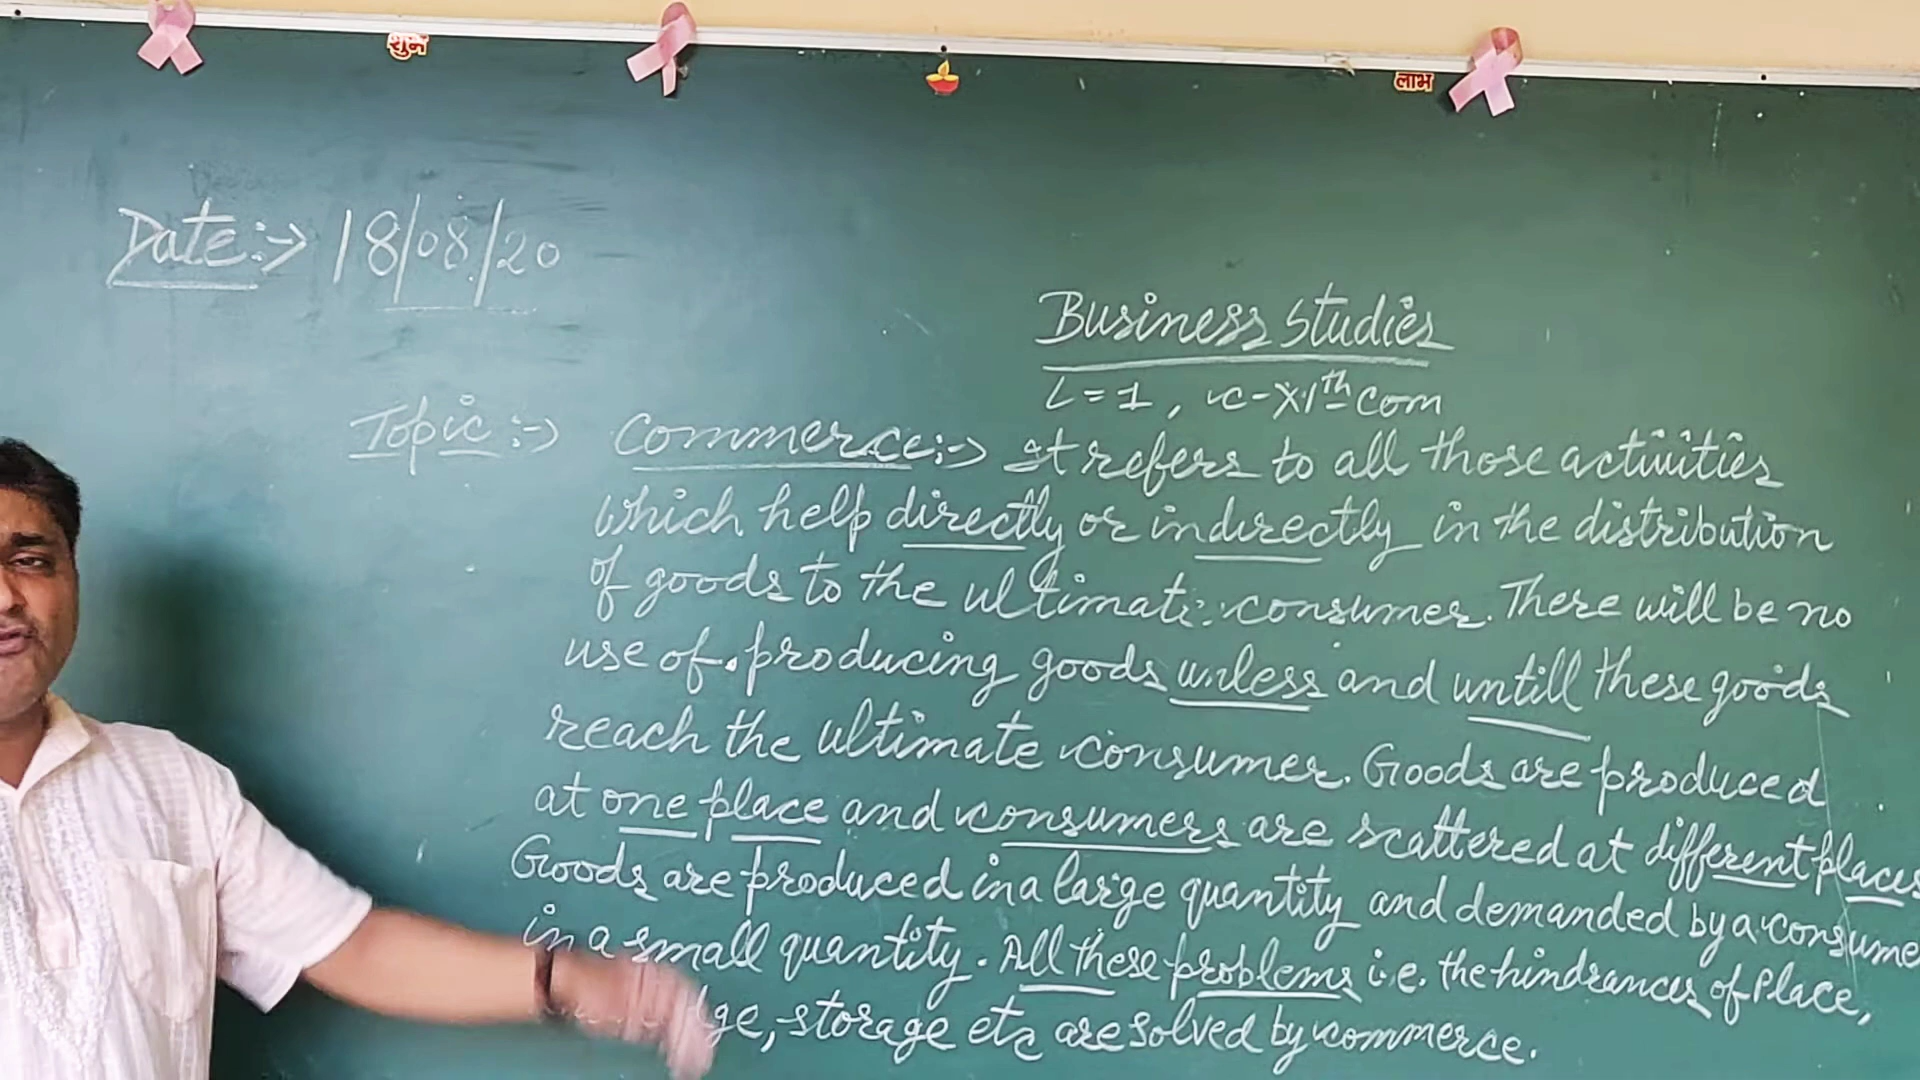 शुभ
लाभ
Date:-> 18/08/20
Business Studies
L=1, C-XIth Com
Topic:-> Commerce:-> It refers to all those activities
which help directly or indirectly in the distribution
of goods to the ultimate consumer. There will be no
use of producing goods unless and untill these goods
reach the ultimate consumer. Goods are produced
at one place and consumers are scattered at different places
Goods are produced in a large quantity and demanded by a consume
in a small quantity. All these problems i.e. the hindrances of Place,
dge, storage etc are solved by commerce.